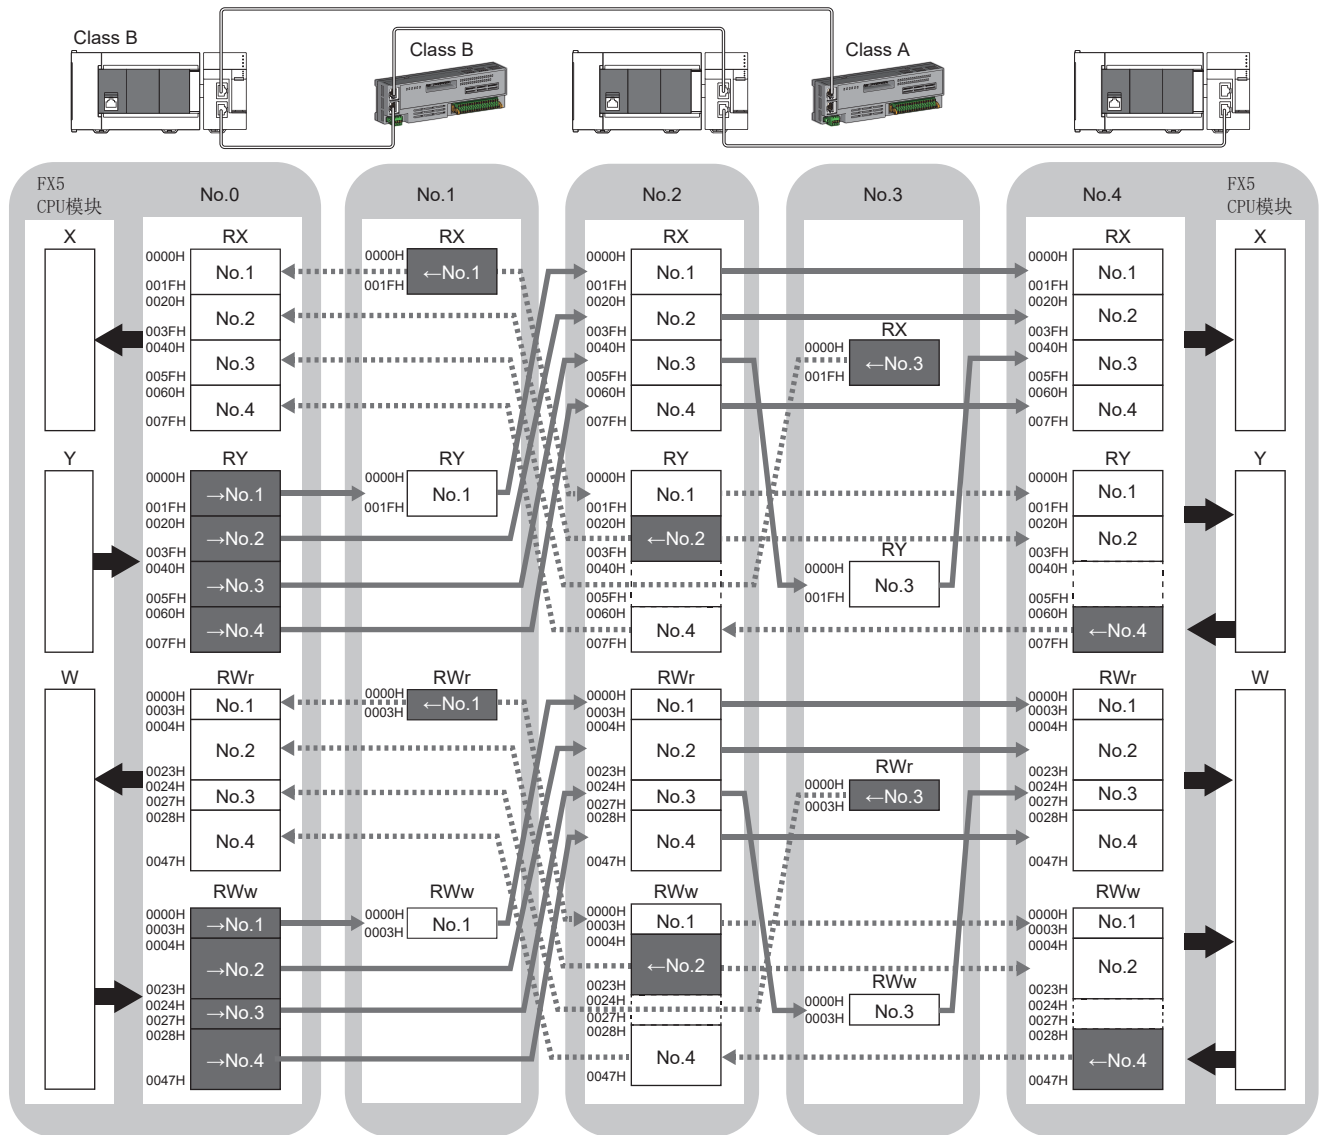 Class B
Class B
Class A
FX5
CPU模块
No.0
No.1
No.2
No.3
No.4
FX5
CPU模块
X
RX
0000H
No.1
001FH
0020H
No.2
003FH
0040H
No.3
005FH
0060H
No.4
007FH
Y
RY
0000H
→No.1
001FH
0020H
→No.2
003FH
0040H
→No.3
005FH
0060H
→No.4
007FH
W
RWr
0000H
No.1
0003H
0004H
No.2
0023H
0024H
No.3
0027H
0028H
No.4
0047H
RWw
0000H
→No.1
0003H
0004H
→No.2
0023H
0024H
→No.3
0027H
0028H
→No.4
0047H
RX
0000H
←No.1
001FH
RY
0000H
No.1
001FH
RWr
0000H
←No.1
0003H
RWw
0000H
No.1
0003H
RX
0000H
No.1
001FH
0020H
No.2
003FH
0040H
No.3
005FH
0060H
No.4
007FH
RY
0000H
No.1
001FH
0020H
←No.2
003FH
0040H
005FH
0060H
No.4
007FH
RWr
0000H
No.1
0003H
0004H
No.2
0023H
0024H
No.3
0027H
0028H
No.4
0047H
RWw
0000H
No.1
0003H
0004H
←No.2
0023H
0024H
0027H
0028H
No.4
0047H
RX
0000H
←No.3
001FH
RY
0000H
No.3
001FH
RWr
0000H
←No.3
0003H
RWw
0000H
No.3
0003H
RX
0000H
No.1
001FH
0020H
No.2
003FH
0040H
No.3
005FH
0060H
No.4
007FH
RY
0000H
No.1
001FH
0020H
No.2
003FH
0040H
005FH
0060H
←No.4
007FH
RWr
0000H
No.1
0003H
0004H
No.2
0023H
0024H
No.3
0027H
0028H
No.4
0047H
RWw
0000H
No.1
0003H
0004H
No.2
0023H
0024H
0027H
0028H
←No.4
0047H
X
Y
W